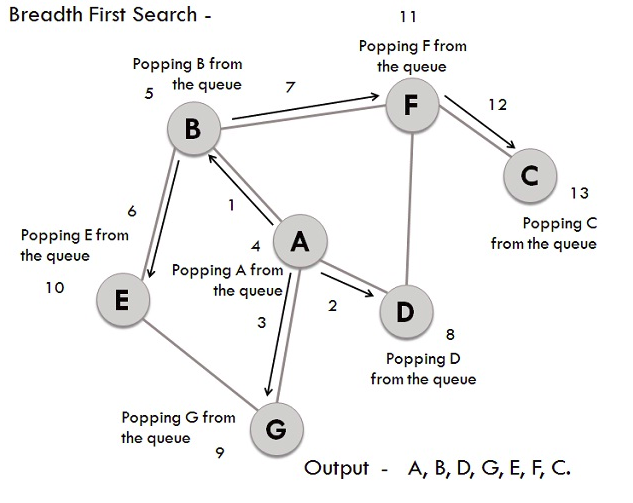 Breadth First Search -
11
Popping F from
the queue
Popping B from
the queue
5
7
F
12
B
C
13
Popping C
from the queue
6
1
Popping E from
the queue
10
4
A
Popping A from
the queue
E
2
3
D
8
Popping D
from the queue
Popping G from
the queue
9
G
Output - A, B, D, G, E, F, C.